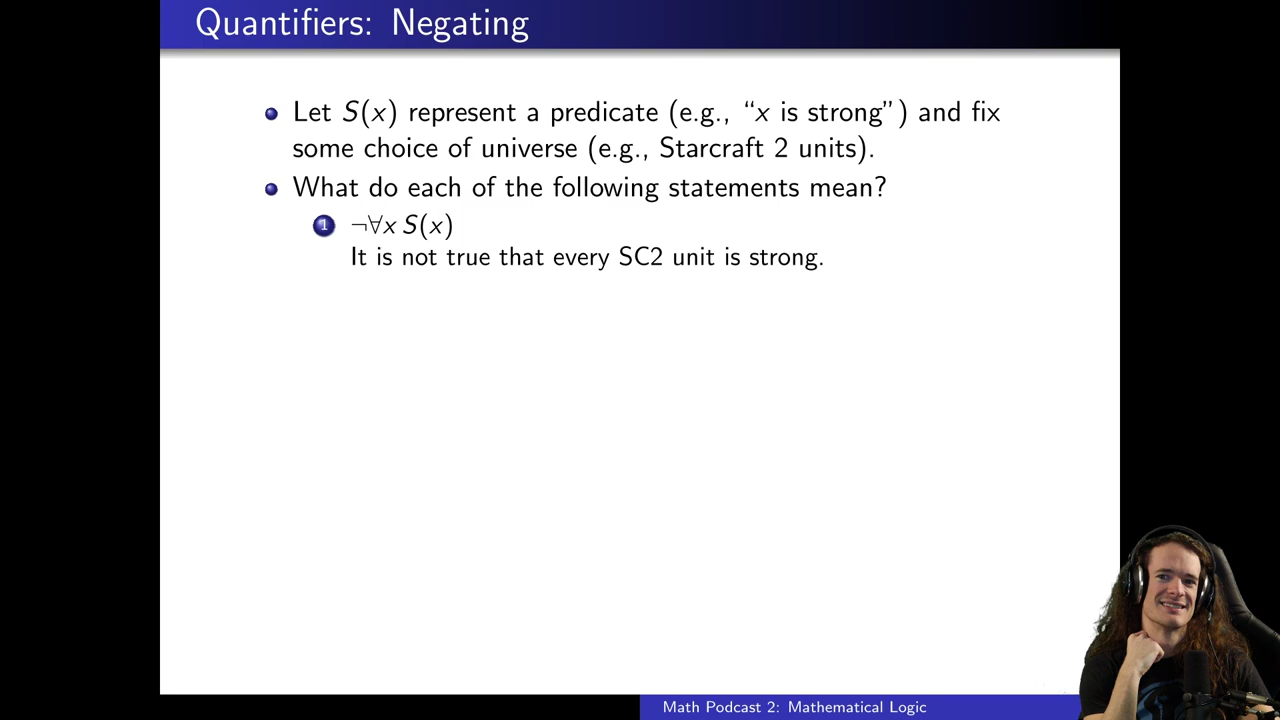 Quantifiers: Negating
Let S(x) represent a predicate (e.g., “x is strong”) and fix
some choice of universe (e.g., Starcraft 2 units).
What do each of the following statements mean?
1 ¬∀x S(x)
It is not true that every SC2 unit is strong.
Math Podcast 2: Mathematical Logic